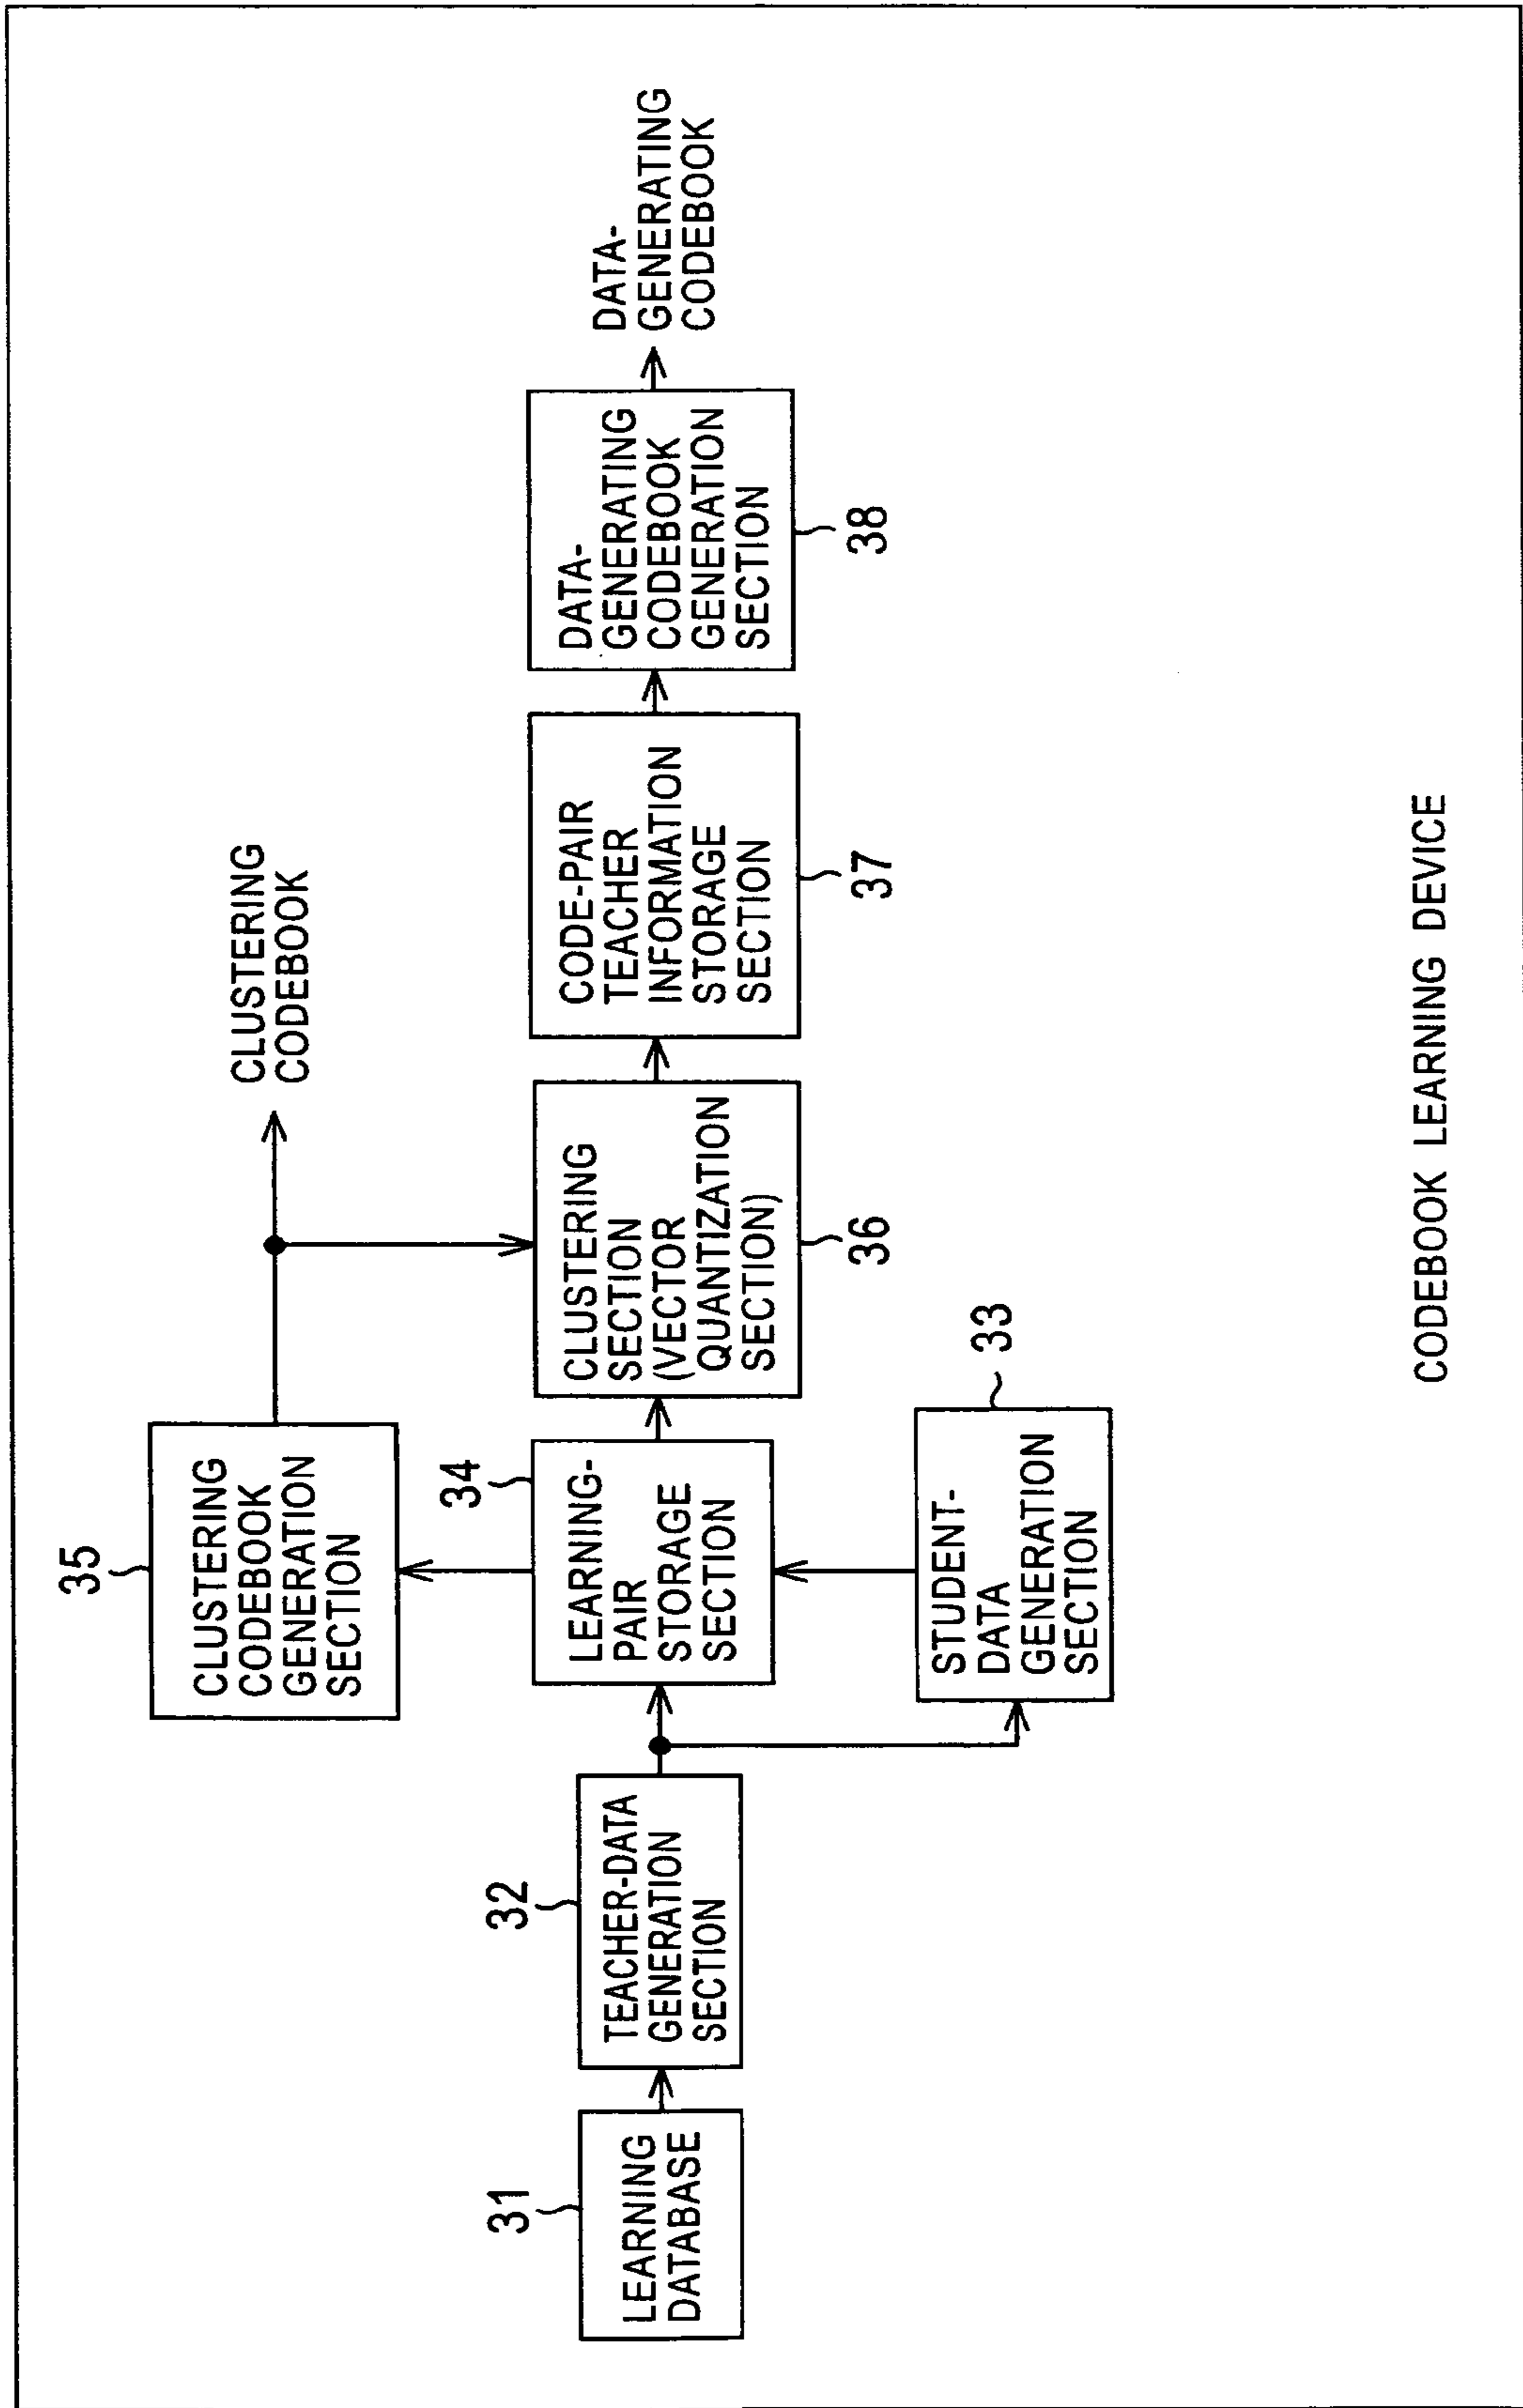 35
CLUSTERING
CODEBOOK
GENERATION
SECTION
CLUSTERING
CODEBOOK
31
LEARNING
DATABASE
32
TEACHER-DATA
GENERATION
SECTION
34
LEARNING-
PAIR
STORAGE
SECTION
CLUSTERING
SECTION
(VECTOR
QUANTIZATION
SECTION)
36
CODE-PAIR
TEACHER
INFORMATION
STORAGE
SECTION
37
DATA-
GENERATING
CODEBOOK
GENERATION
SECTION
38
DATA-
GENERATING
CODEBOOK
33
STUDENT-
DATA
GENERATION
SECTION
CODEBOOK LEARNING DEVICE